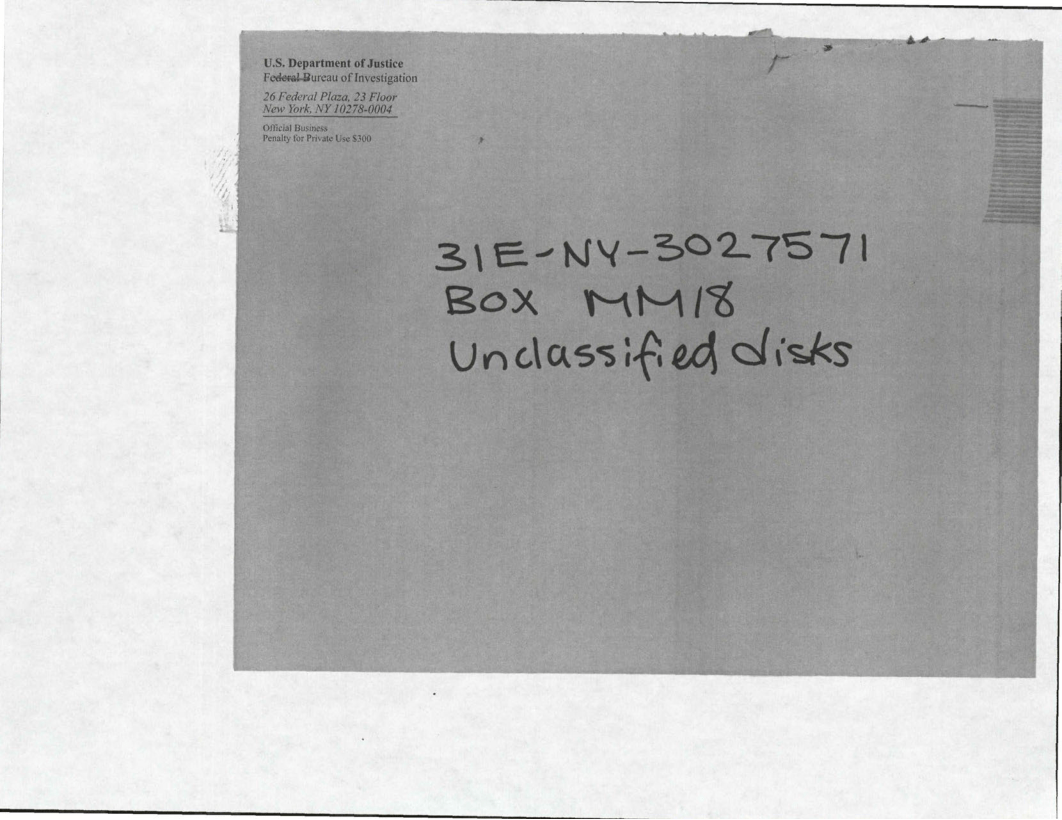 U.S. Department of Justice
Federal Bureau of Investigation
26 Federal Plaza, 23 Floor
New York, NY 10278-0004
Official Business
Penalty for Private Use $300
31E-NY-3027571
BOX MM18
Unclassified disks